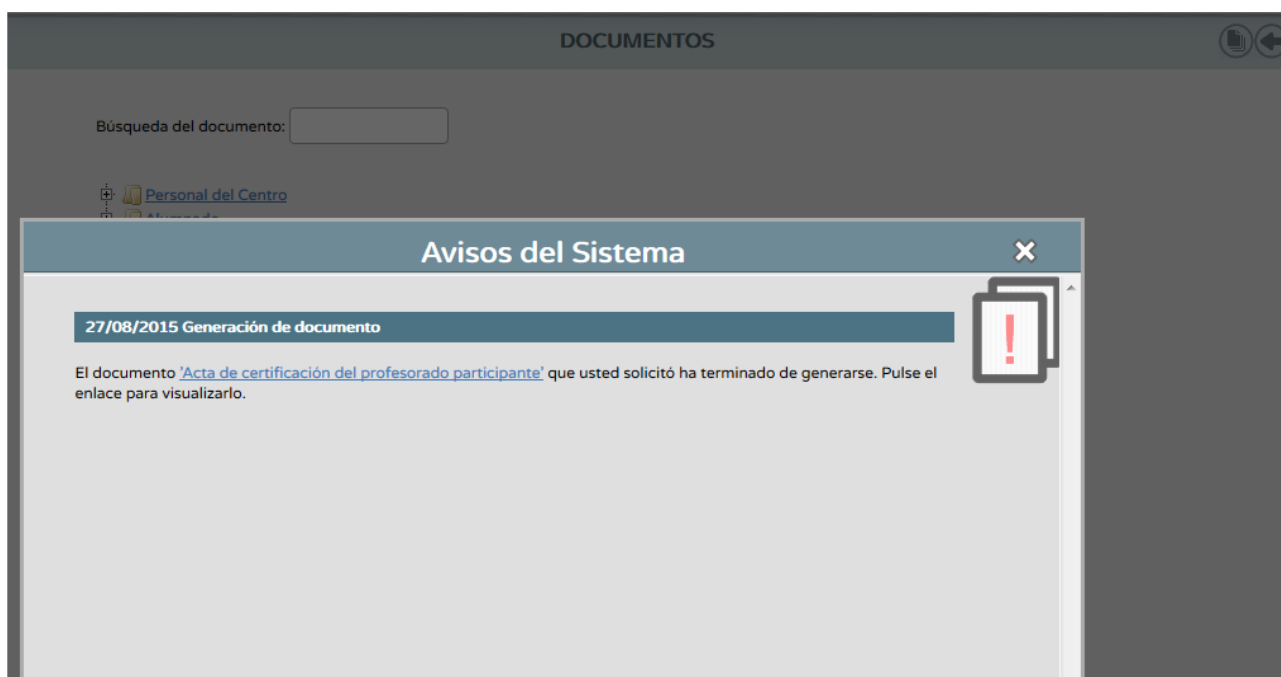 DOCUMENTOS
Búsqueda del documento:
Personal del Centro
Alumnado
Avisos del Sistema
27/08/2015 Generación de documento
El documento 'Acta de certificación del profesorado participante' que usted solicitó ha terminado de generarse. Pulse el
enlace para visualizarlo.